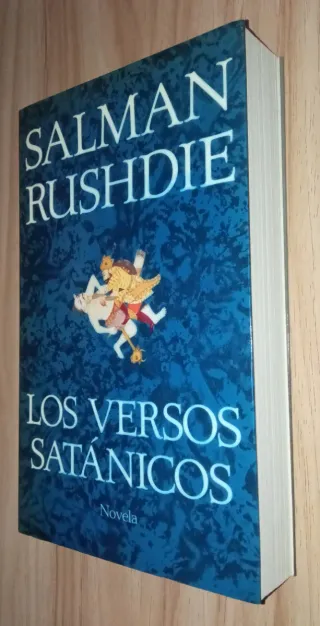 SALMAN
RUSHDIE
LOS VERSOS
SATÁNICOS
Novela